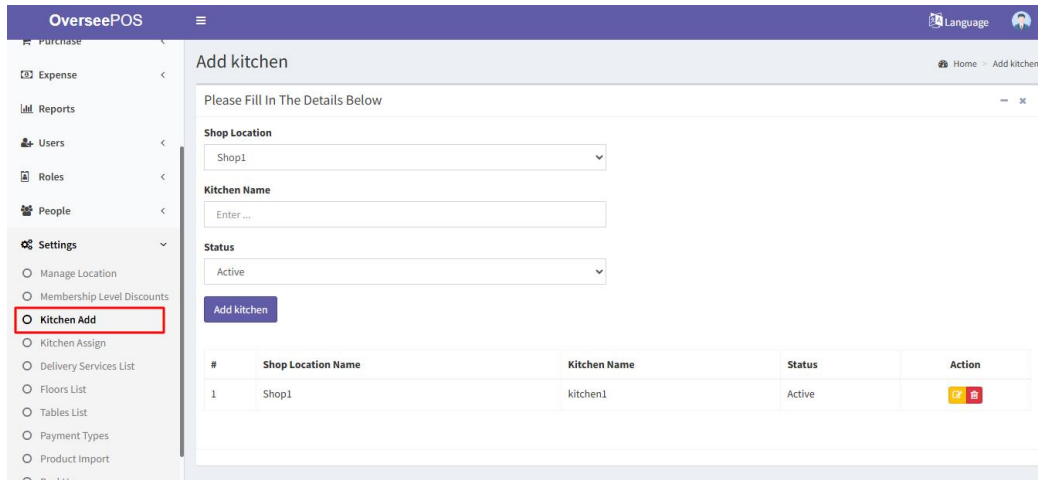 OverseePOS
Language
Purchase
Expense
Reports
Users
Roles
People
Settings
Manage Location
Membership Level Discounts
Kitchen Add
Kitchen Assign
Delivery Services List
Floors List
Tables List
Payment Types
Product Import
Add kitchen
Home > Add kitchen
Please Fill In The Details Below
Shop Location
Shop1
Kitchen Name
Enter ...
Status
Active
Add kitchen
# Shop Location Name Kitchen Name Status Action
1 Shop1 kitchen1 Active